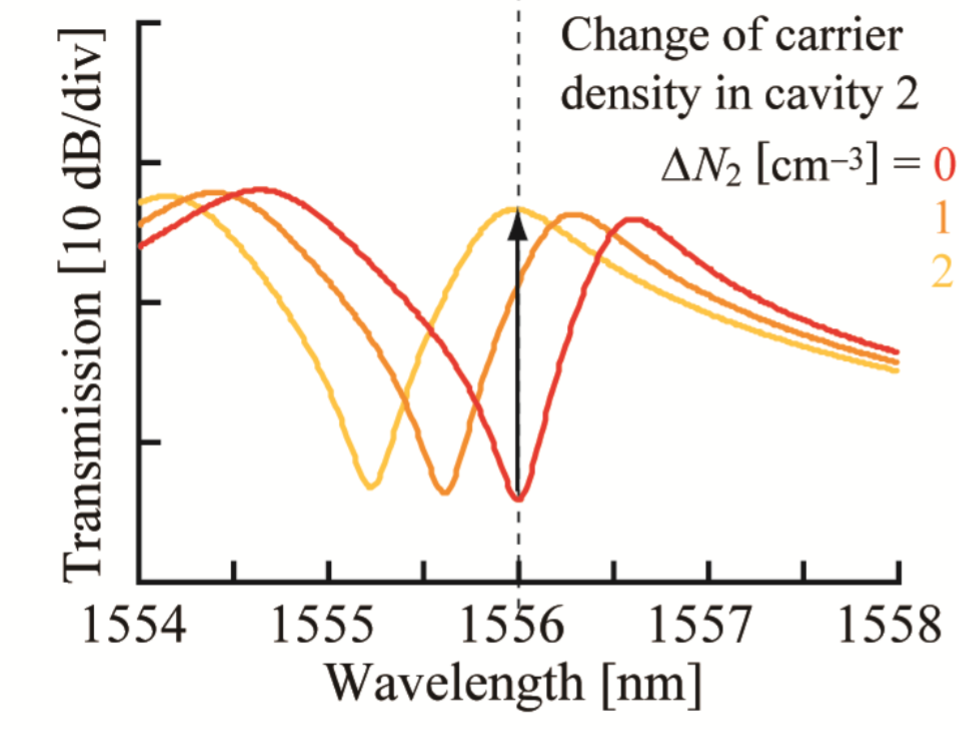 Transmission [10 dB/div]
Change of carrier
density in cavity 2
ΔN₂ [cm⁻³] = 0
1
2
1554 1555 1556 1557 1558
Wavelength [nm]